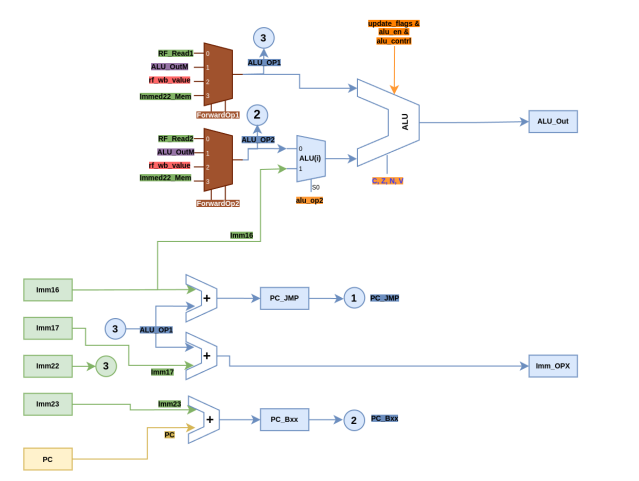 update_flags &
alu_en &
alu_contrl
3
RF_Read1
0
ALU_OP1
ALU_OutM
1
rf_wb_value
2
Immed22_Mem
3
ForwardOp1
2
ALU
ALU_Out
RF_Read2
0
ALU_OP2
ALU_OutM
1
0
ALU(i)
rf_wb_value
2
1
Immed22_Mem
3
C, Z, N, V
S0
ForwardOp2
alu_op2
Imm16
Imm16
+
PC_JMP
1
PC_JMP
Imm17
3
ALU_OP1
+
Imm22
3
Imm17
Imm_OPX
Imm23
Imm23
+
PC_Bxx
2
PC_Bxx
PC
PC